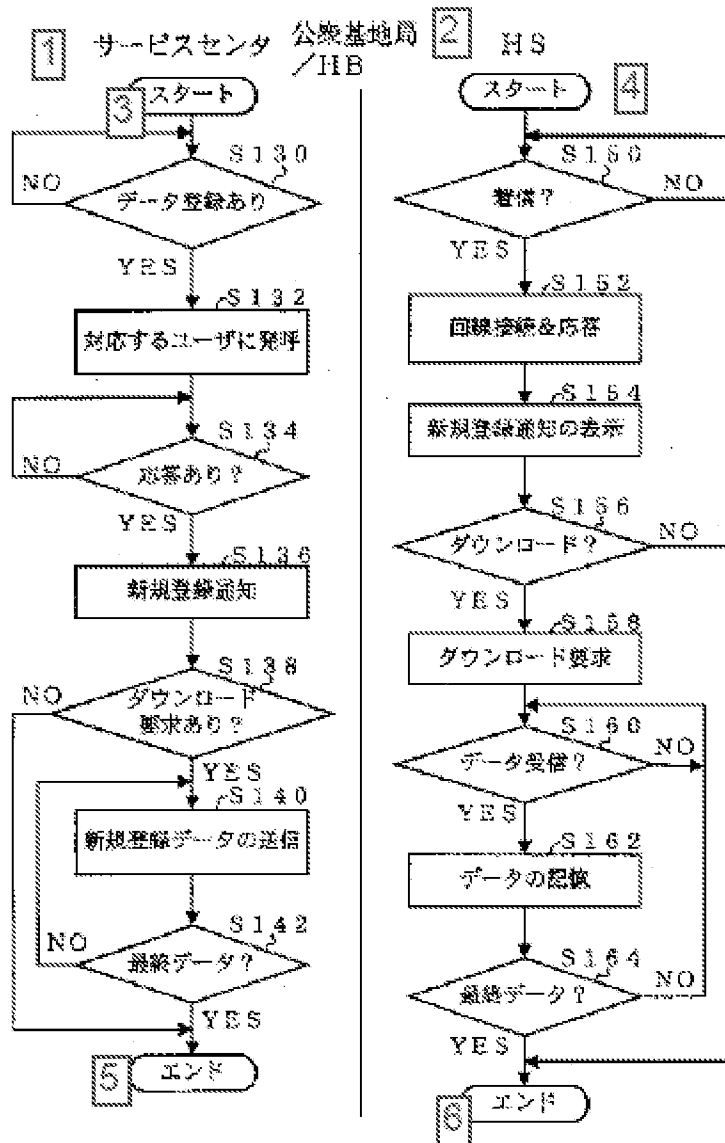 1 サービスセンタ 公衆基地局 2 HS
/HB
スタート
3
S130
データ登録あり
NO
YES
S132
対応するユーザに発呼
S134
応答あり?
NO
YES
S136
新規登録通知
S138
ダウンロード
要求あり?
NO
YES
S140
新規登録データの送信
S142
最終データ?
NO
YES
5 エンド
スタート
4
S150
着信?
NO
YES
S152
回線接続&応答
S154
新規登録通知の表示
S156
ダウンロード?
NO
YES
S158
ダウンロード要求
S160
データ受信?
NO
YES
S162
データの記憶
S164
最終データ?
NO
YES
6 エンド